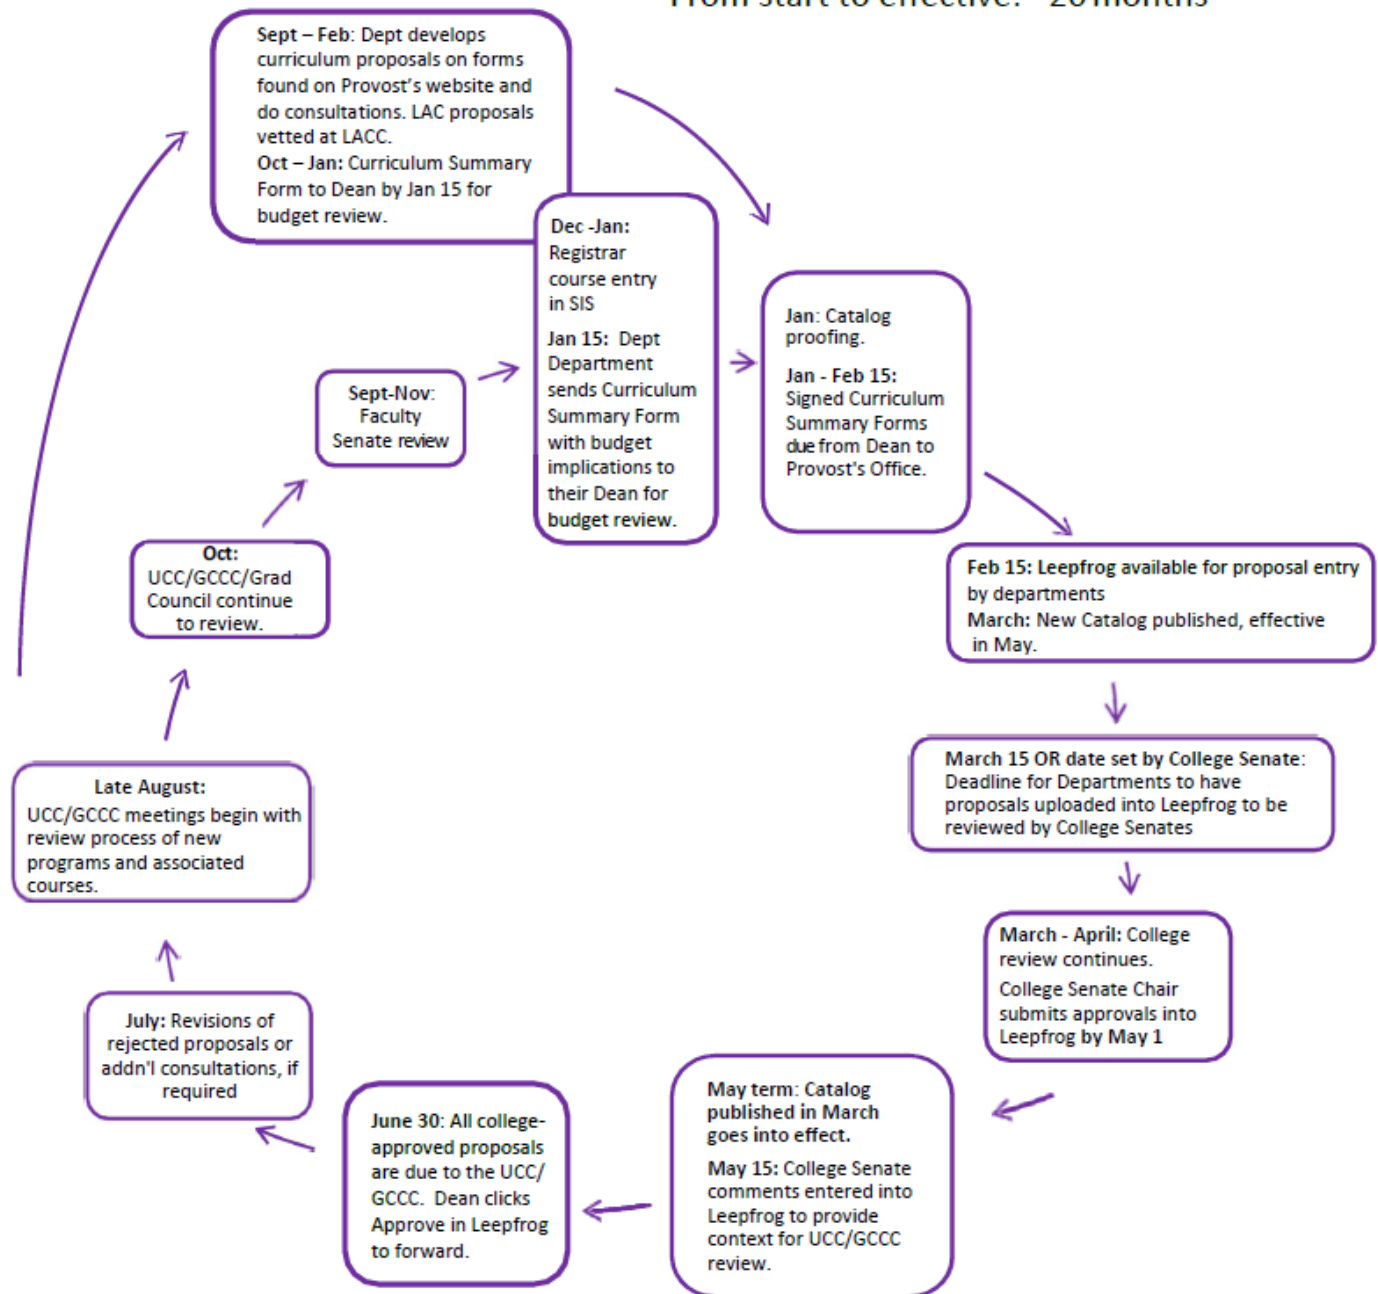 From start to effective: 20 months
Sept – Feb: Dept develops
curriculum proposals on forms
found on Provost’s website and
do consultations. LAC proposals
vetted at LACC.
Oct – Jan: Curriculum Summary
Form to Dean by Jan 15 for
budget review.
Dec -Jan:
Registrar
course entry
in SIS
Jan 15: Dept
Department
sends Curriculum
Summary Form
with budget
implications to
their Dean for
budget review.
Jan: Catalog
proofing.
Jan - Feb 15:
Signed Curriculum
Summary Forms
due from Dean to
Provost's Office.
Feb 15: Leepfrog available for proposal entry
by departments
March: New Catalog published, effective
in May.
March 15 OR date set by College Senate:
Deadline for Departments to have
proposals uploaded into Leepfrog to be
reviewed by College Senates
March - April: College
review continues.
College Senate Chair
submits approvals into
Leepfrog by May 1
May term: Catalog
published in March
goes into effect.
May 15: College Senate
comments entered into
Leepfrog to provide
context for UCC/GCCC
review.
June 30: All college-
approved proposals
are due to the UCC/
GCCC. Dean clicks
Approve in Leepfrog
to forward.
July: Revisions of
rejected proposals or
addn'l consultations, if
required
Late August:
UCC/GCCC meetings begin with
review process of new
programs and associated
courses.
Oct:
UCC/GCCC/Grad
Council continue
to review.
Sept-Nov:
Faculty
Senate review